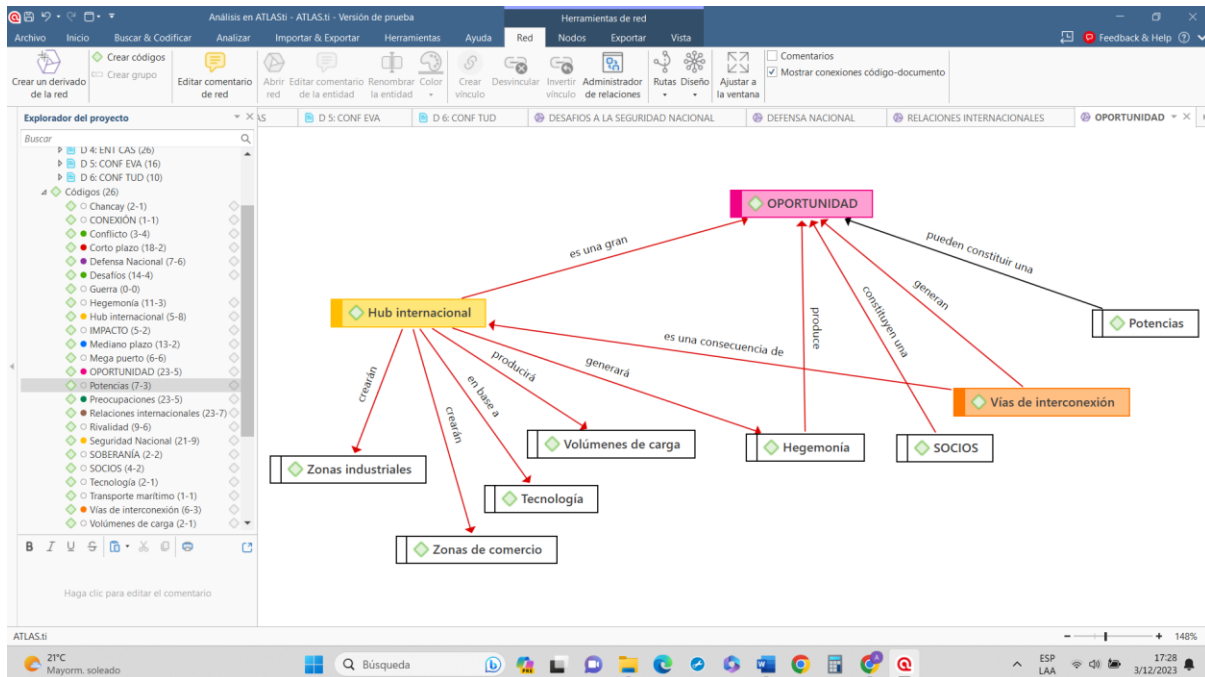 Análisis en ATLASti - ATLAS.ti - Versión de prueba
Herramientas de red
Archivo Inicio Buscar & Codificar Analizar Importar & Exportar Herramientas Ayuda Red Nodos Exportar Vista
Feedback & Help
Crear un derivado de la red
Crear códigos
Crear grupo
Editar comentario de red
Abrir red
Editar comentario de la entidad
Renombrar la entidad
Color
Crear vínculo
Desvincular
Invertir vínculo
Administrador de relaciones
Rutas
Diseño
Ajustar a la ventana
Comentarios
Mostrar conexiones código-documento
Explorador del proyecto
AS
D 5: CONF EVA
D 6: CONF TUD
DESAFIOS A LA SEGURIDAD NACIONAL
DEFENSA NACIONAL
RELACIONES INTERNACIONALES
OPORTUNIDAD
Buscar
D 4: ENT CAS (26)
D 5: CONF EVA (16)
D 6: CONF TUD (10)
Códigos (26)
Chancay (2-1)
CONEXIÓN (1-1)
Conflicto (3-4)
Corto plazo (18-2)
Defensa Nacional (7-6)
Desafíos (14-4)
Guerra (0-0)
Hegemonía (11-3)
Hub internacional (5-8)
IMPACTO (5-2)
Mediano plazo (13-2)
Mega puerto (6-6)
OPORTUNIDAD (23-5)
Potencias (7-3)
Preocupaciones (23-5)
Relaciones internacionales (23-7)
Rivalidad (9-6)
Seguridad Nacional (21-9)
SOBERANÍA (2-2)
SOCIOS (4-2)
Tecnología (2-1)
Transporte marítimo (1-1)
Vías de interconexión (6-3)
Volúmenes de carga (2-1)
B I U S
Haga clic para editar el comentario
OPORTUNIDAD
es una gran
pueden constituir una
generan
constituyen una
produce
Hub internacional
Potencias
es una consecuencia de
producirá
generará
crearán
en base a
crearán
Vías de interconexión
Volúmenes de carga
Hegemonía
SOCIOS
Zonas industriales
Tecnología
Zonas de comercio
ATLAS.ti
148%
21°C
Mayorm. soleado
Búsqueda
ESP
LAA
17:28
3/12/2023